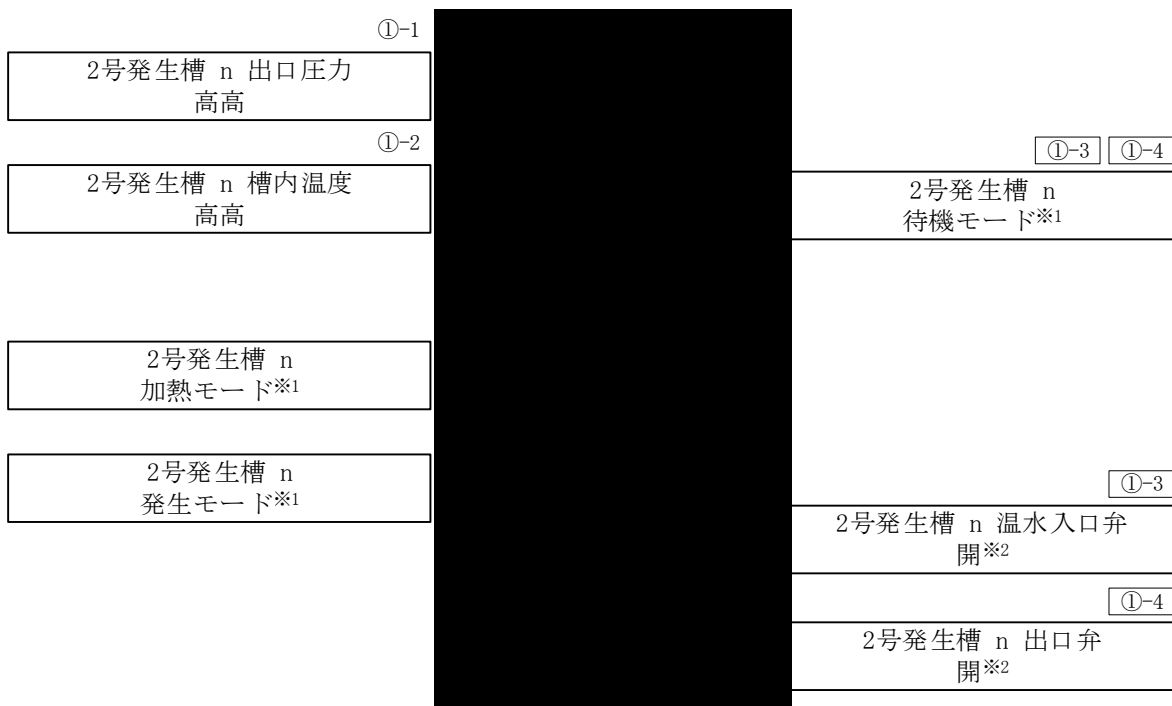 ①-1
2号発生槽 n 出口圧力
高高
①-2
2号発生槽 n 槽内温度
高高
2号発生槽 n
加熱モード※1
2号発生槽 n
発生モード※1
①-3 ①-4
2号発生槽 n
待機モード※1
①-3
2号発生槽 n 温水入口弁
開※2
①-4
2号発生槽 n 出口弁
開※2